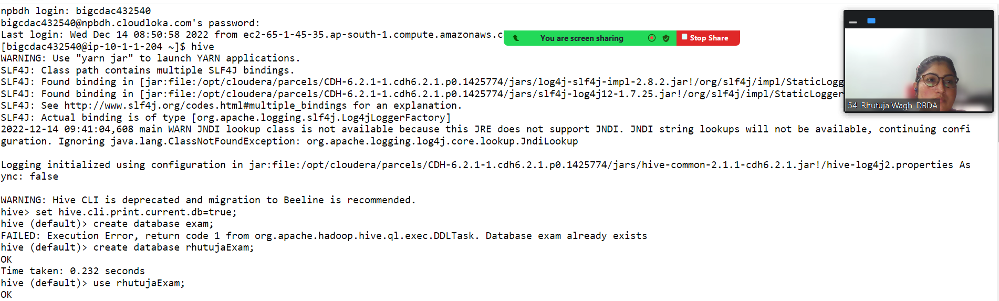 npbdh login: bigcdac432540
bigcdac432540@npbdh.cloudloka.com's password:
Last login: Wed Dec 14 08:50:58 2022 from ec2-65-1-45-35.ap-south-1.compute.amazonaws.c
You are screen sharing
Stop Share
[bigcdac432540@ip-10-1-1-204 ~]$ hive
WARNING: Use "yarn jar" to launch YARN applications.
SLF4J: Class path contains multiple SLF4J bindings.
SLF4J: Found binding in [jar:file:/opt/cloudera/parcels/CDH-6.2.1-1.cdh6.2.1.p0.1425774/jars/log4j-slf4j-impl-2.8.2.jar!/org/slf4j/impl/StaticLogg
SLF4J: Found binding in [jar:file:/opt/cloudera/parcels/CDH-6.2.1-1.cdh6.2.1.p0.1425774/jars/slf4j-log4j12-1.7.25.jar!/org/slf4j/impl/StaticLogger
SLF4J: See http://www.slf4j.org/codes.html#multiple_bindings for an explanation.
54_Rhutuja Wagh_DBDA
SLF4J: Actual binding is of type [org.apache.logging.slf4j.Log4jLoggerFactory]
2022-12-14 09:41:04,608 main WARN JNDI lookup class is not available because this JRE does not support JNDI. JNDI string lookups will not be available, continuing confi
guration. Ignoring java.lang.ClassNotFoundException: org.apache.logging.log4j.core.lookup.JndiLookup
Logging initialized using configuration in jar:file:/opt/cloudera/parcels/CDH-6.2.1-1.cdh6.2.1.p0.1425774/jars/hive-common-2.1.1-cdh6.2.1.jar!/hive-log4j2.properties As
ync: false
WARNING: Hive CLI is deprecated and migration to Beeline is recommended.
hive> set hive.cli.print.current.db=true;
hive (default)> create database exam;
FAILED: Execution Error, return code 1 from org.apache.hadoop.hive.ql.exec.DDLTask. Database exam already exists
hive (default)> create database rhutujaExam;
OK
Time taken: 0.232 seconds
hive (default)> use rhutujaExam;
OK